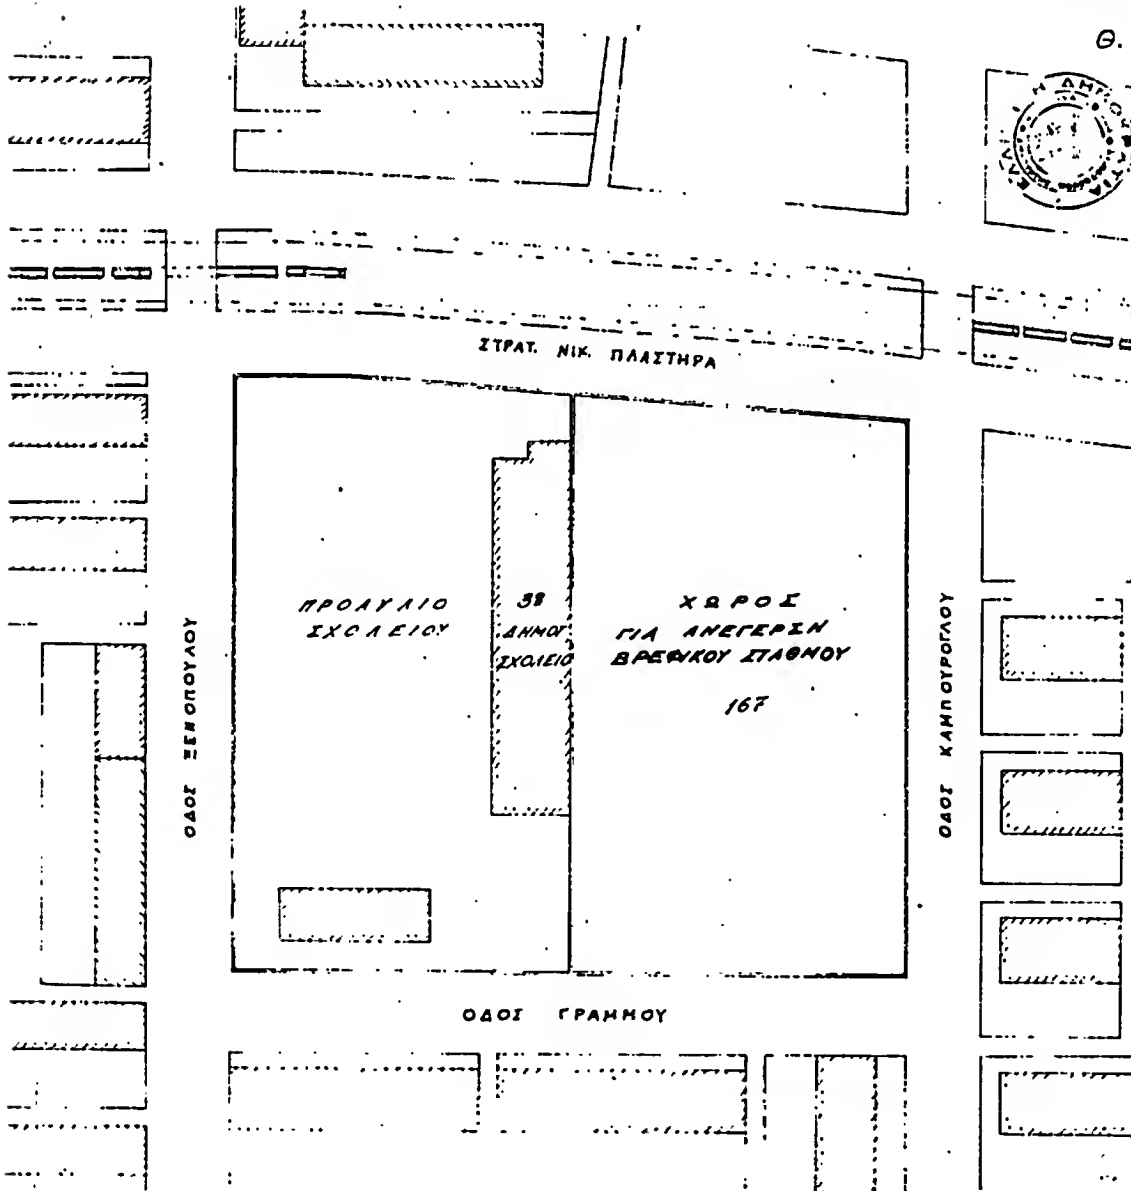 Θ.
ΣΤΡΑΤ. ΝΙΚ. ΠΛΑΣΤΗΡΑ
ΠΡΟΑΥΛΙΟ
ΣΧΟΛΕΙΟΥ
38
ΔΗΜΟΤ
ΣΧΟΛΕΙΟ
ΧΩΡΟΣ
ΓΙΑ ΑΝΕΓΕΡΣΗ
ΒΡΕΦΙΚΟΥ ΣΤΑΘΜΟΥ
167
ΟΔΟΣ ΞΕΝΟΠΟΥΛΟΥ
ΟΔΟΣ ΚΑΜΠΟΥΡΟΓΛΟΥ
ΟΔΟΣ ΓΡΑΜΜΟΥ